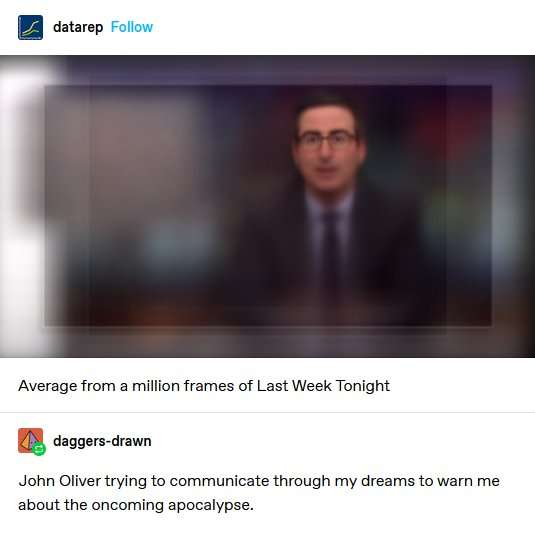 datarep Follow
Average from a million frames of Last Week Tonight
daggers-drawn
John Oliver trying to communicate through my dreams to warn me
about the oncoming apocalypse.